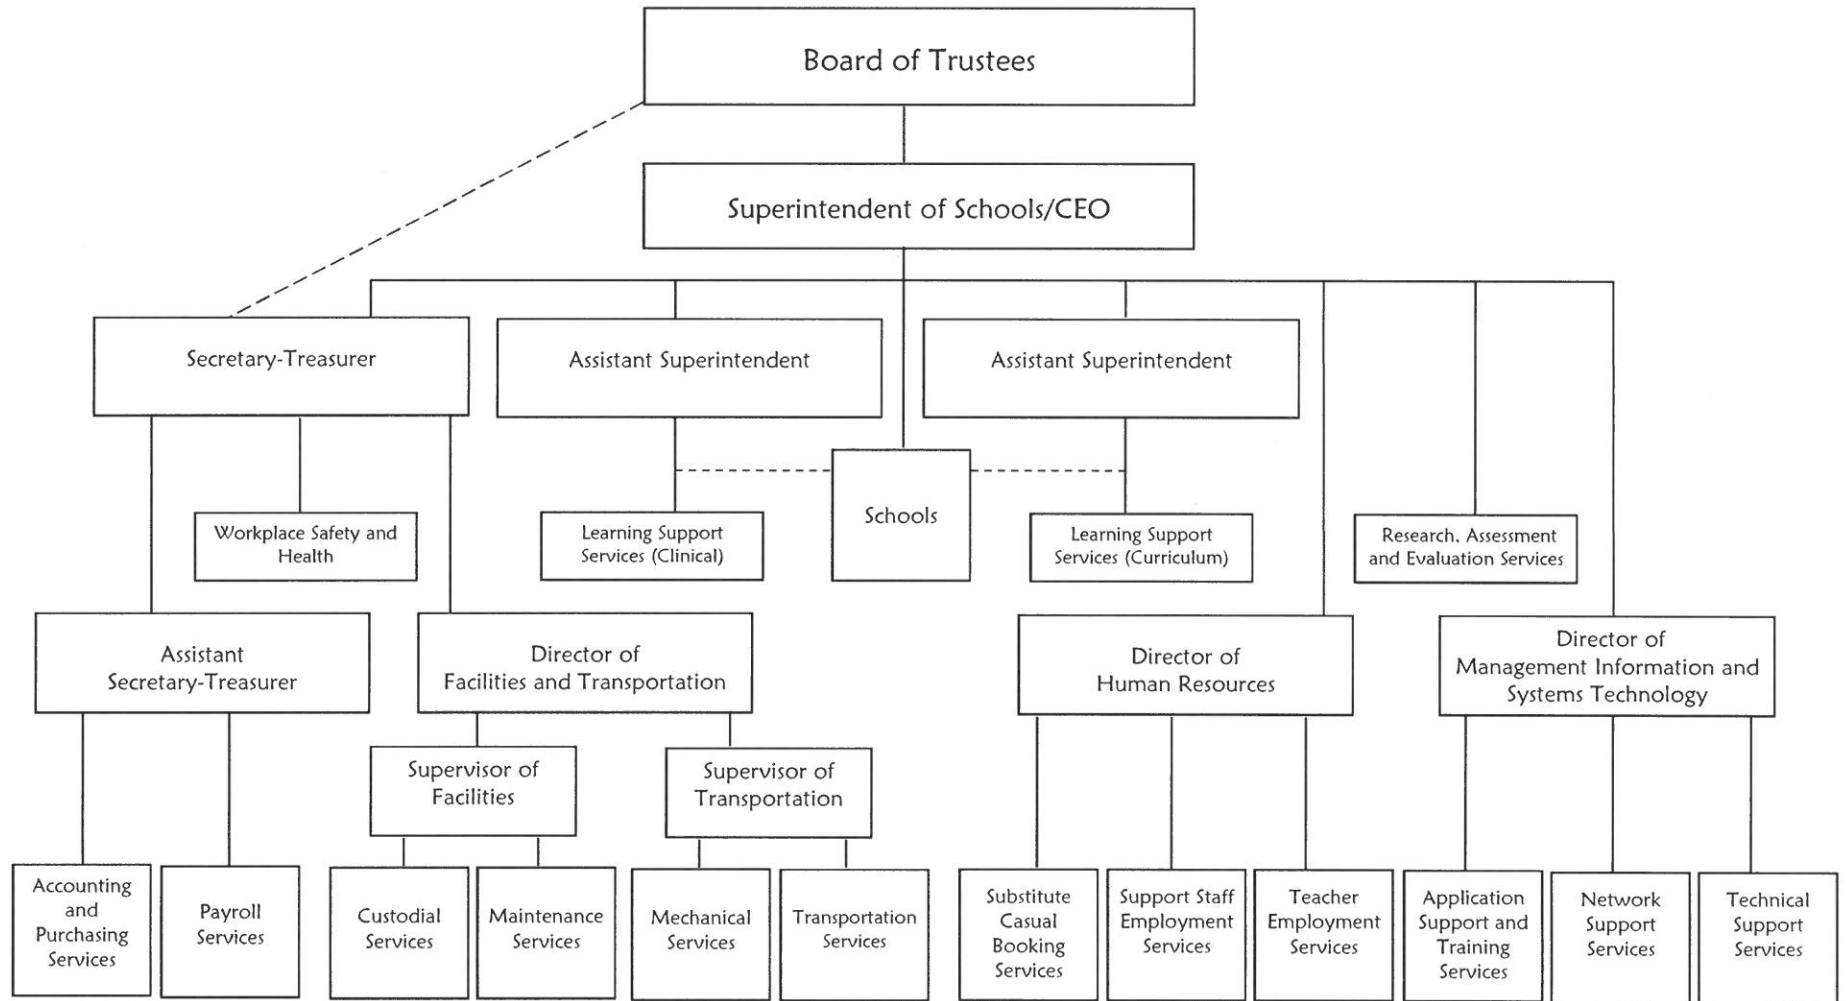 Board of Trustees
Superintendent of Schools/CEO
Secretary-Treasurer
Assistant Superintendent
Assistant Superintendent
Schools
Workplace Safety and
Health
Learning Support
Services (Clinical)
Learning Support
Services (Curriculum)
Research, Assessment
and Evaluation Services
Assistant
Secretary-Treasurer
Director of
Facilities and Transportation
Director of
Human Resources
Director of
Management Information and
Systems Technology
Supervisor of
Facilities
Supervisor of
Transportation
Accounting
and
Purchasing
Services
Payroll
Services
Custodial
Services
Maintenance
Services
Mechanical
Services
Transportation
Services
Substitute
Casual
Booking
Services
Support Staff
Employment
Services
Teacher
Employment
Services
Application
Support and
Training
Services
Network
Support
Services
Technical
Support
Services